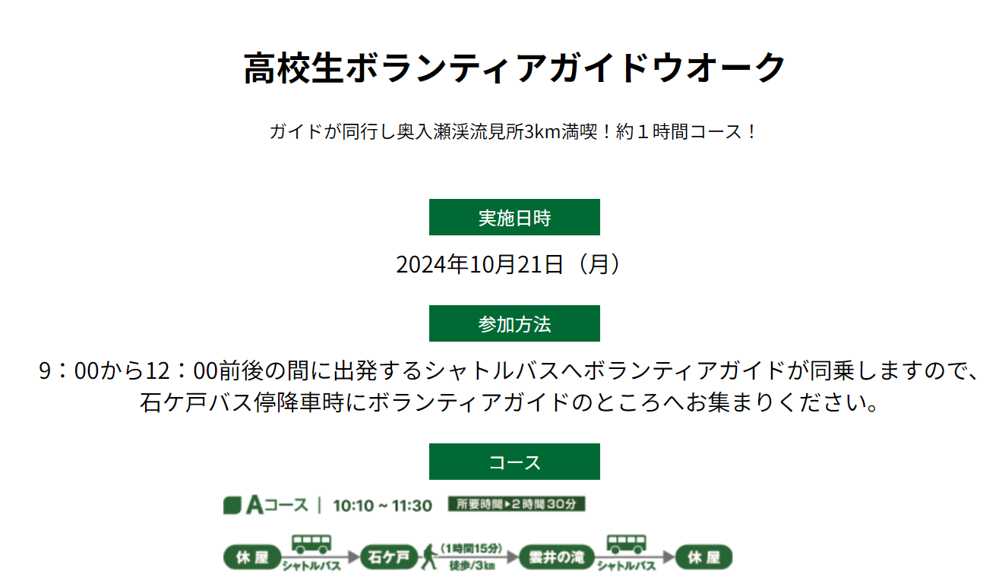 高校生ボランティアガイドウオーク
ガイドが同行し奥入瀬渓流見所3km満喫！約１時間コース！
実施日時
2024年10月21日（月）
参加方法
9：00から12：00前後の間に出発するシャトルバスへボランティアガイドが同乗しますので、
石ケ戸バス停降車時にボランティアガイドのところへお集まりください。
コース
Aコース | 10:10 ~ 11:30 所要時間▶2時間30分
休屋 シャトルバス 石ケ戸 (1時間15分) 徒歩/3㎞ 雲井の滝 シャトルバス 休屋